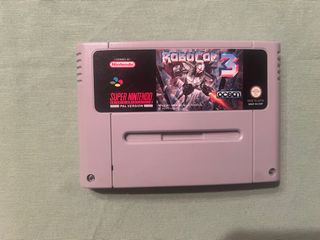 LICENSED BY
Nintendo
ROBOCOP 3
SUPER NINTENDO
ENTERTAINMENT SYSTEM
PAL VERSION
ocean